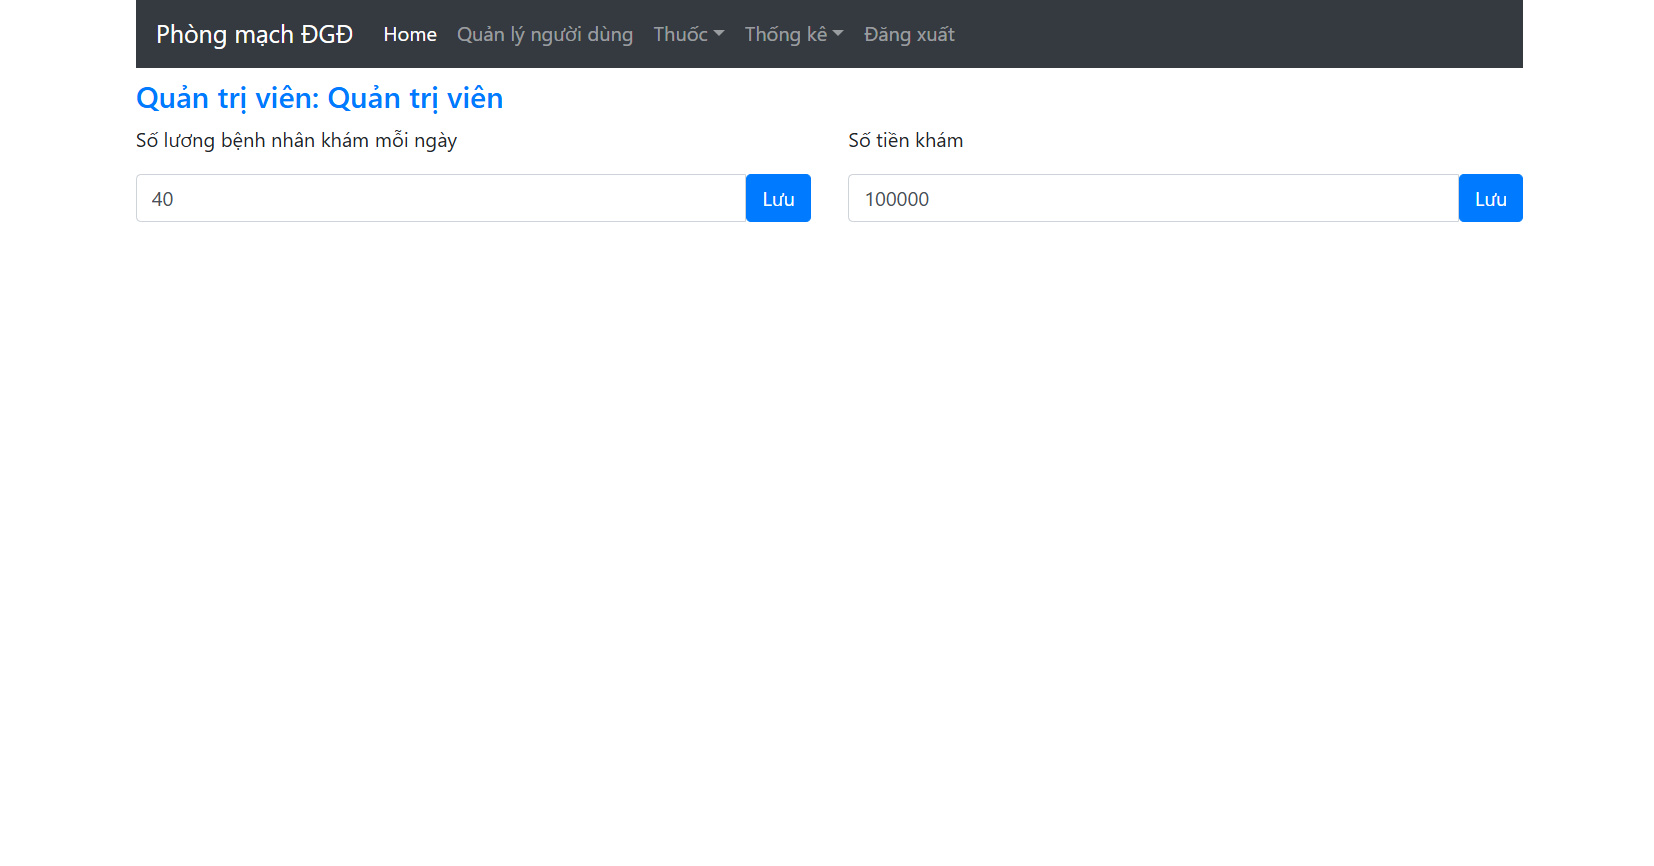 Phòng mạch ĐGĐ Home Quản lý người dùng Thuốc Thống kê Đăng xuất
Quản trị viên: Quản trị viên
Số lương bệnh nhân khám mỗi ngày Số tiền khám
40 Lưu 100000 Lưu